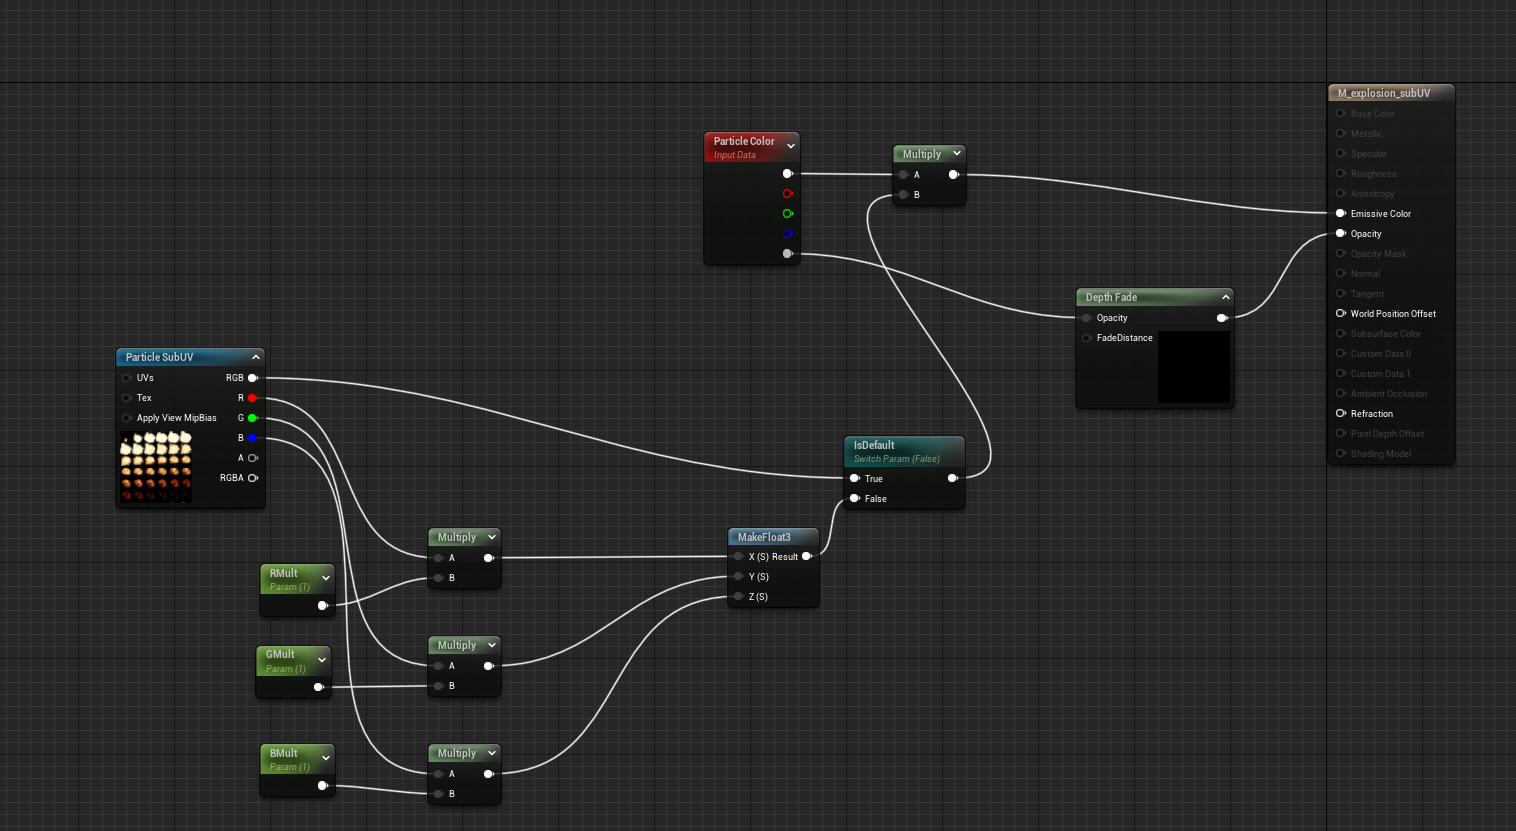 M_explosion_subUV
Base Color
Metallic
Specular
Roughness
Anisotropy
Emissive Color
Opacity
Opacity Mask
Normal
Tangent
World Position Offset
Subsurface Color
Custom Data 0
Custom Data 1
Ambient Occlusion
Refraction
Pixel Depth Offset
Shading Model
Particle Color
Input Data
Multiply
A
B
Depth Fade
Opacity
FadeDistance
Particle SubUV
UVs RGB
Tex R
Apply View MipBias G
B
A
RGBA
IsDefault
Switch Param (False)
True
False
Multiply
A
B
MakeFloat3
X (S) Result
Y (S)
Z (S)
RMult
Param (1)
GMult
Param (1)
Multiply
A
B
BMult
Param (1)
Multiply
A
B